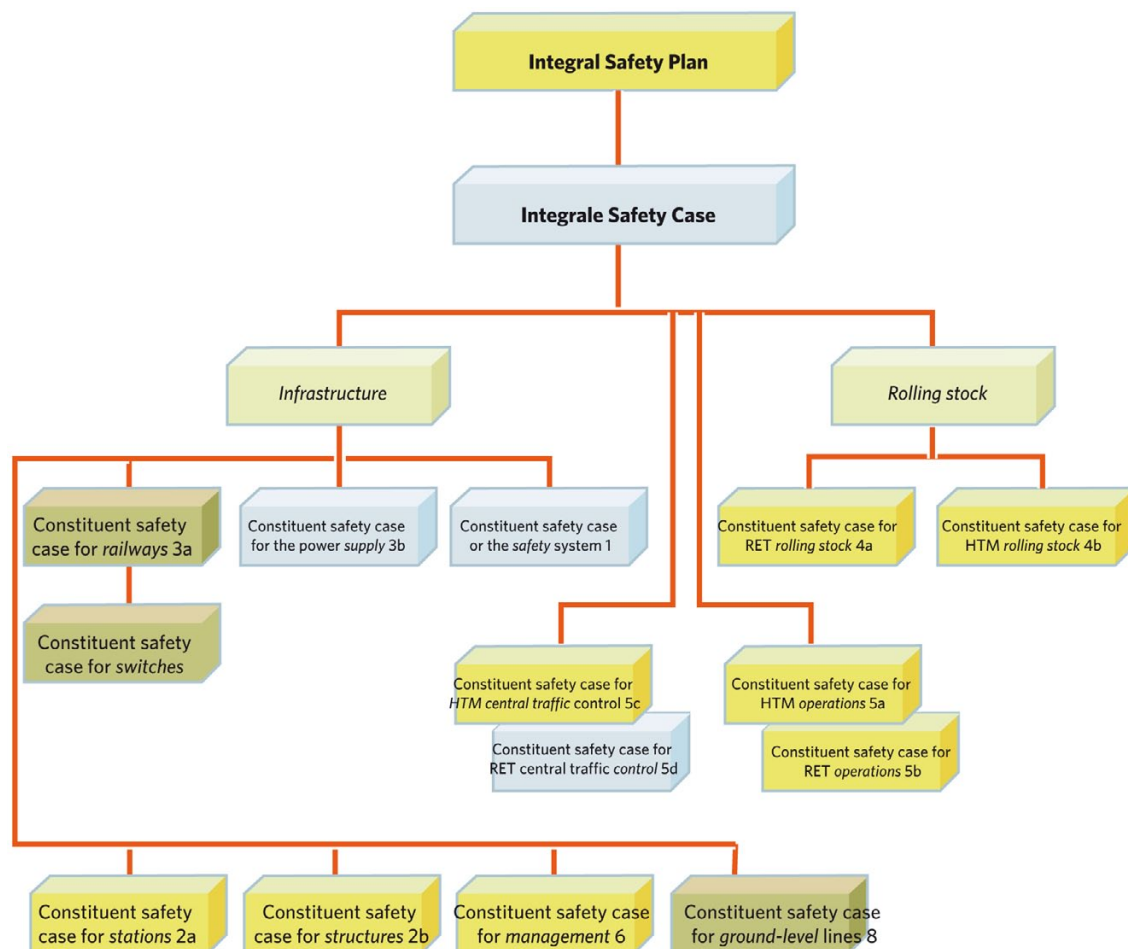 Integral Safety Plan
Integrale Safety Case
Infrastructure
Rolling stock
Constituent safety
case for railways 3a
Constituent safety case
for the power supply 3b
Constituent safety case
or the safety system 1
Constituent safety case for
RET rolling stock 4a
Constituent safety case for
HTM rolling stock 4b
Constituent safety
case for switches
Constituent safety case for
HTM central traffic control 5c
Constituent safety case for
RET central traffic control 5d
Constituent safety case for
HTM operations 5a
Constituent safety case for
RET operations 5b
Constituent safety
case for stations 2a
Constituent safety
case for structures 2b
Constituent safety case
for management 6
Constituent safety case
for ground-level lines 8